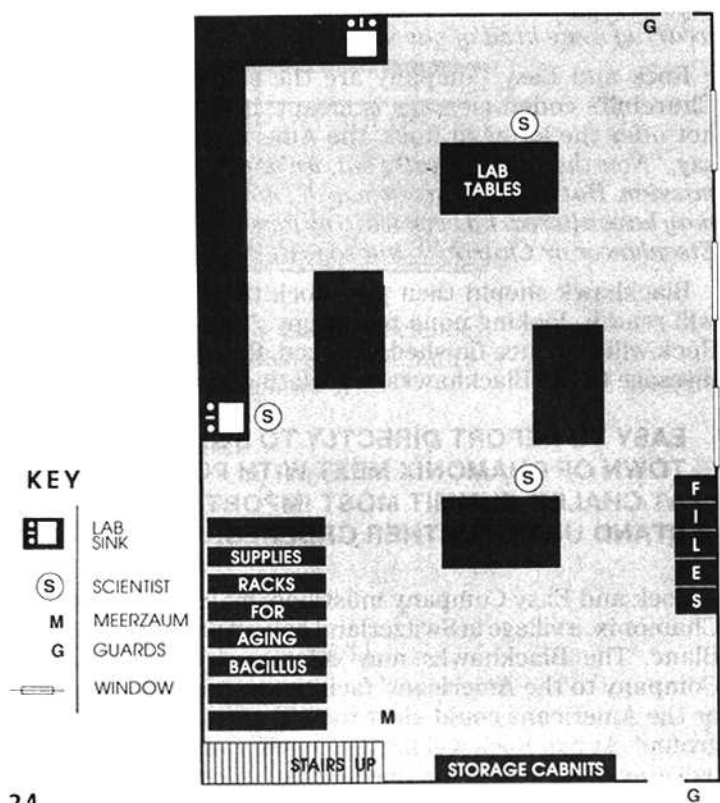 G
S
LAB
TABLES
S
S
F
I
L
E
S
SUPPLIES
RACKS
FOR
AGING
BACILLUS
M
STAIRS UP
STORAGE CABNITS
G
KEY
LAB
SINK
S SCIENTIST
M MEERZAUM
G GUARDS
WINDOW
24